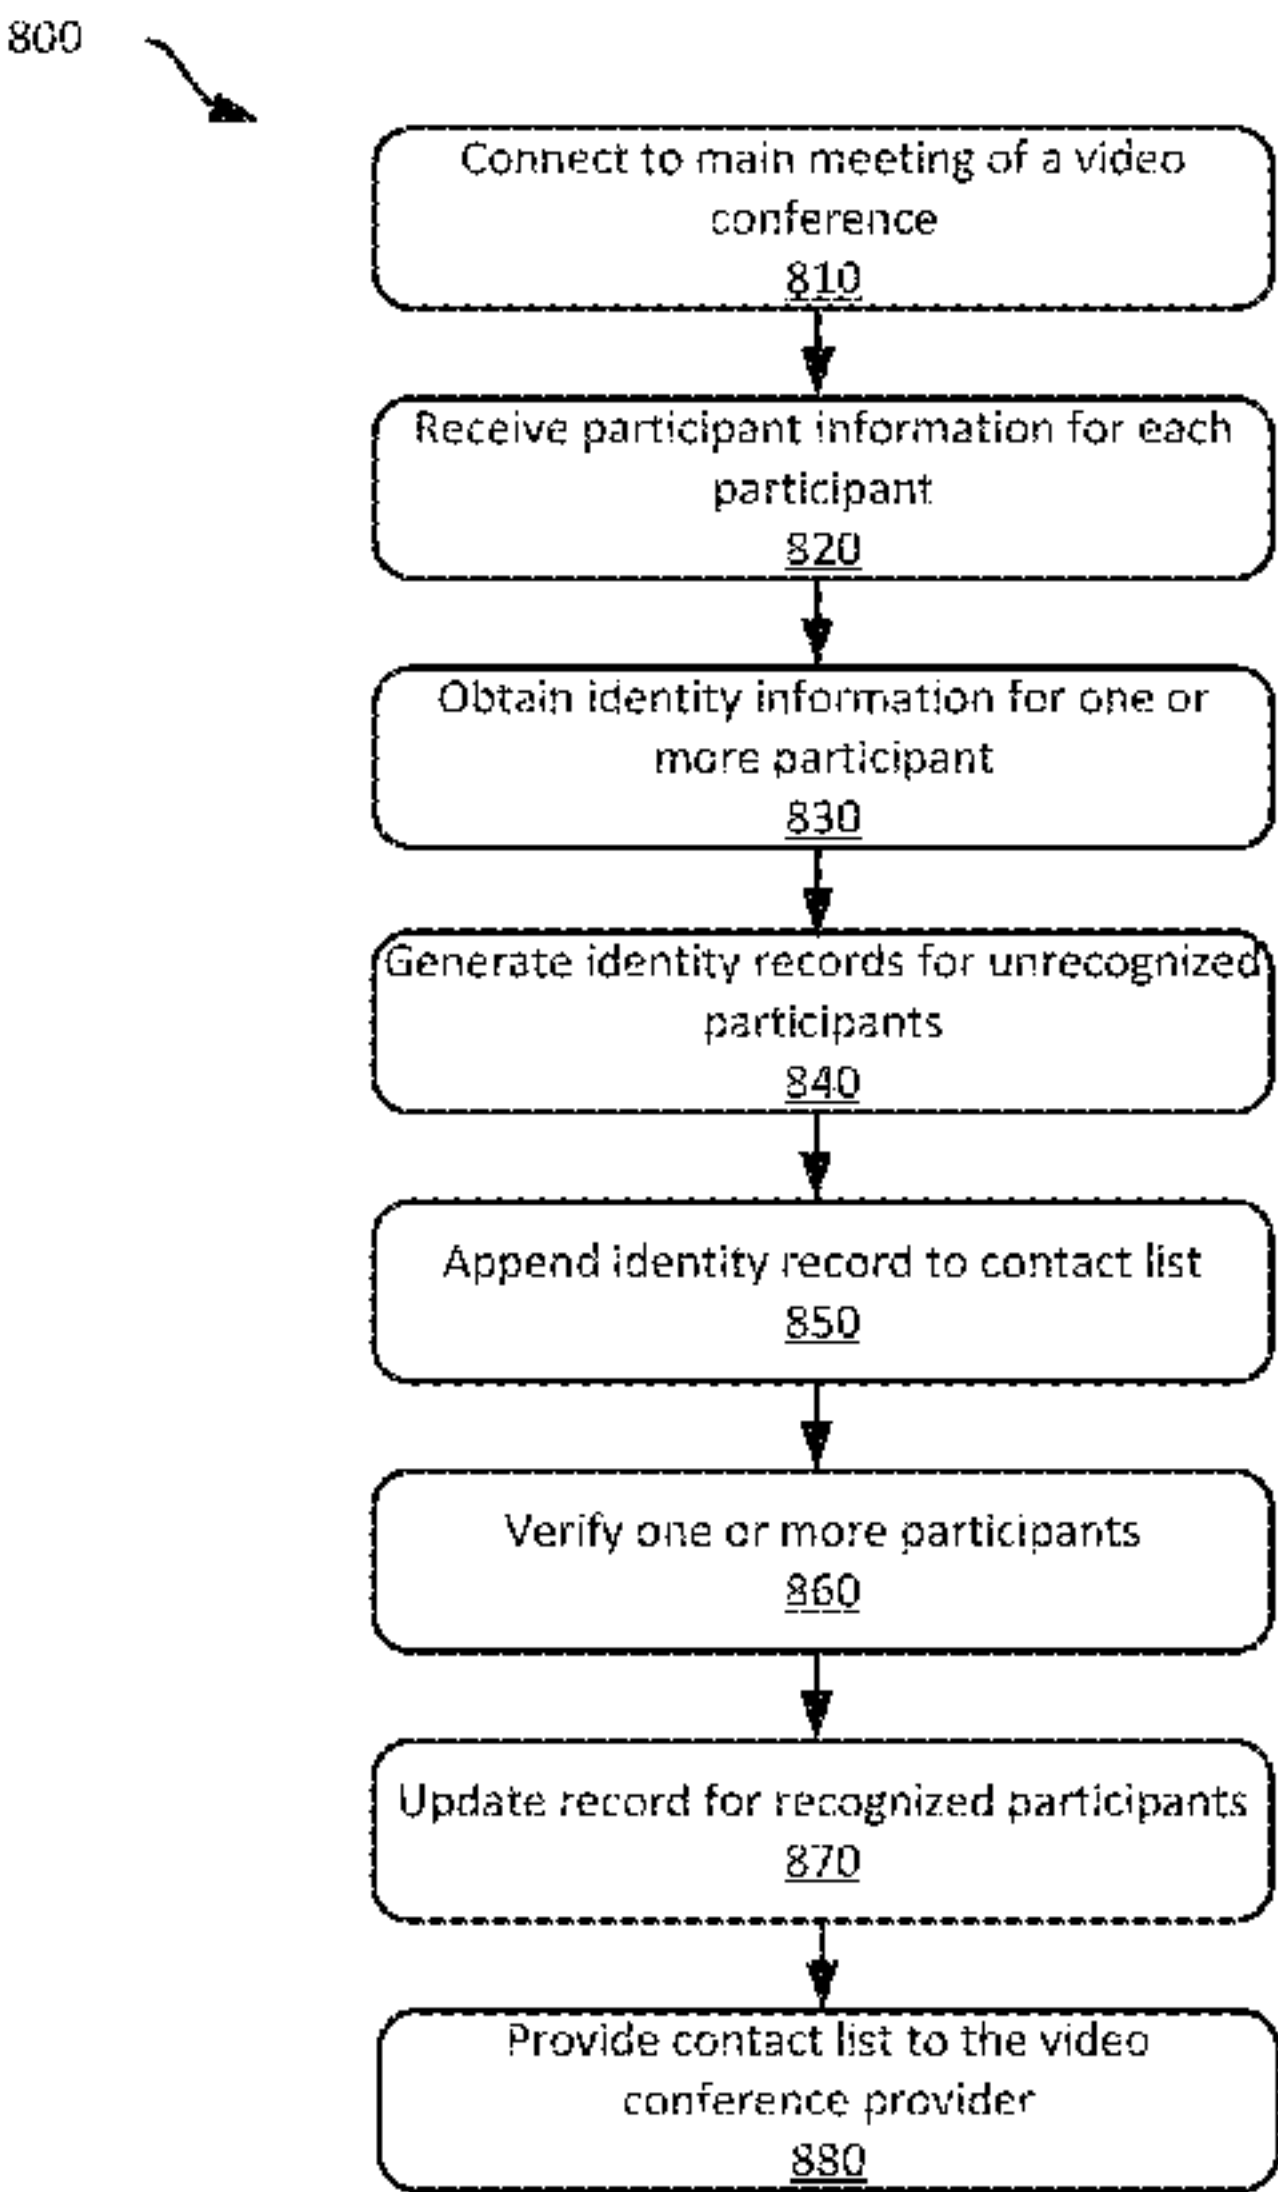 800
Connect to main meeting of a video
conference
810
Receive participant information for each
participant
820
Obtain identity information for one or
more participant
830
Generate identity records for unrecognized
participants
840
Append identity record to contact list
850
Verify one or more participants
860
Update record for recognized participants
870
Provide contact list to the video
conference provider
880